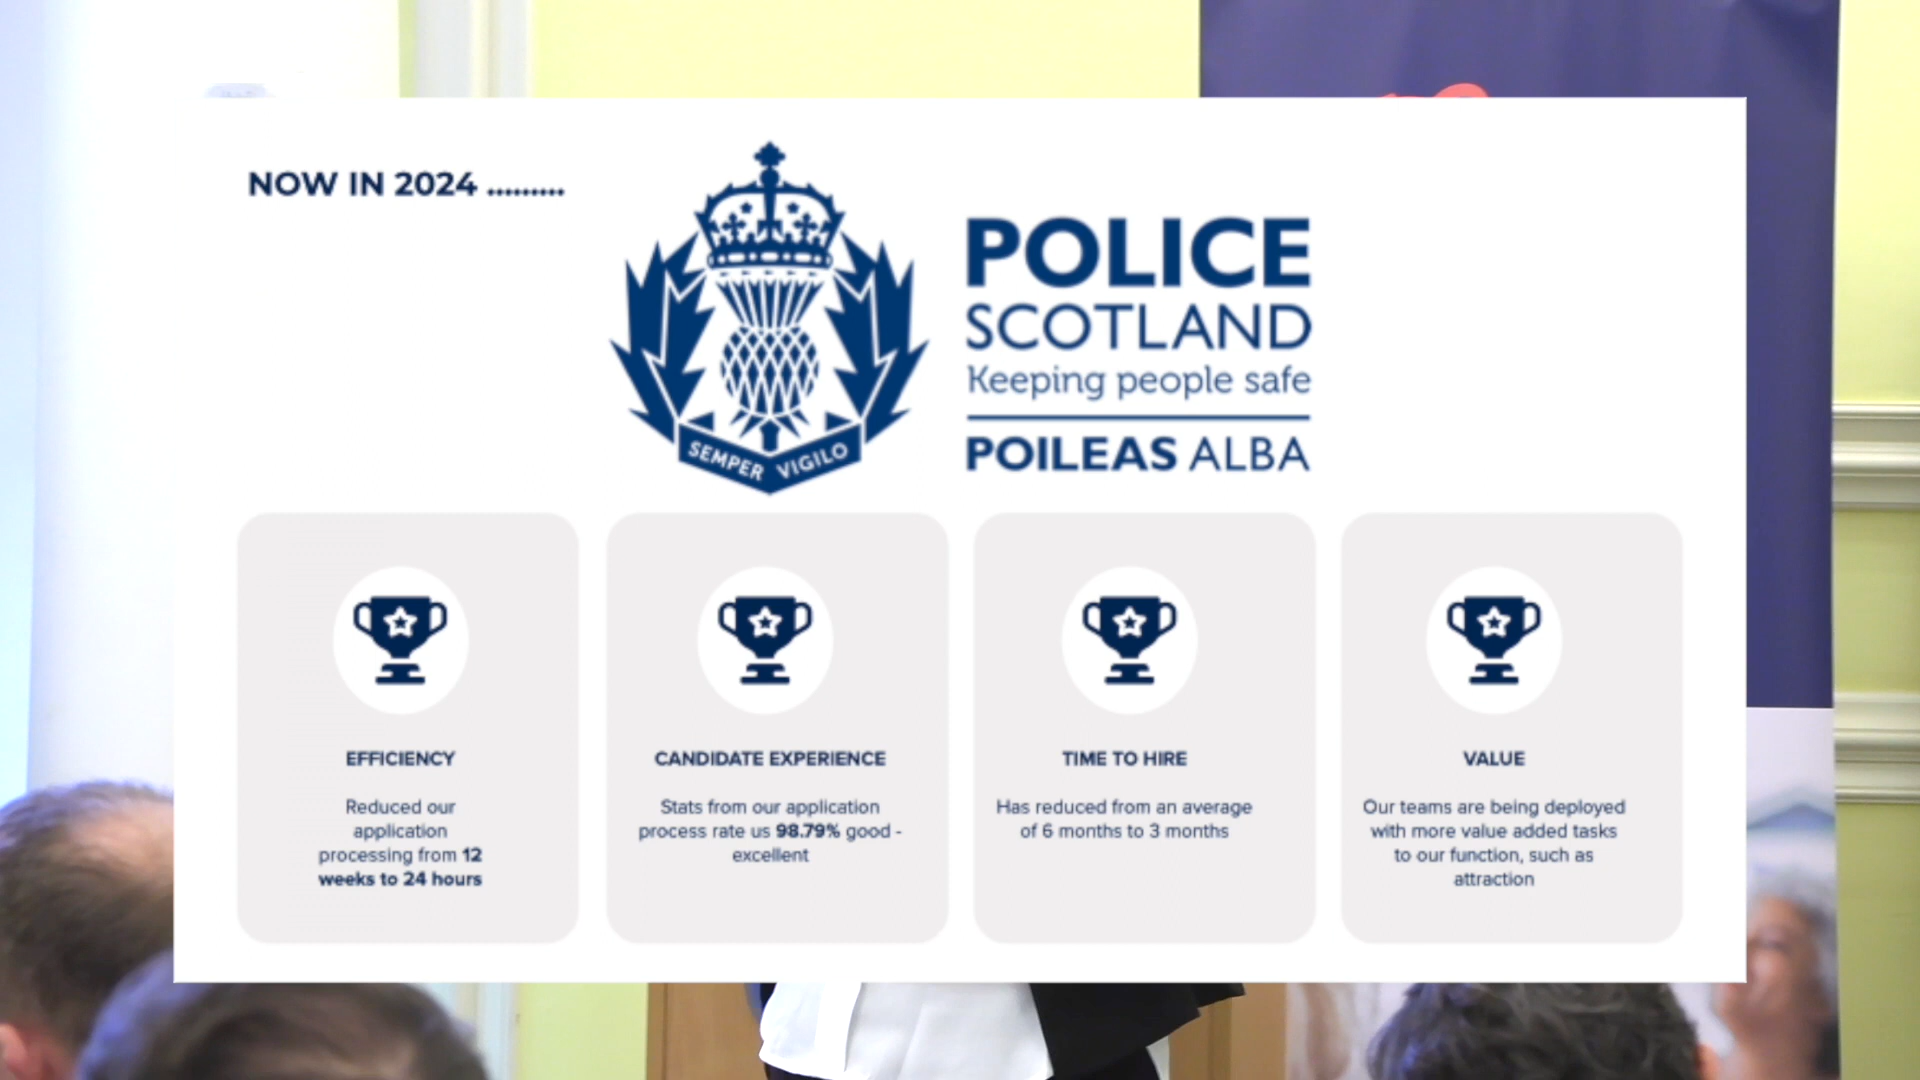 NOW IN 2024 .........
POLICE
SCOTLAND
Keeping people safe
POILEAS ALBA
SEMPER VIGILO
EFFICIENCY
Reduced our
application
processing from 12
weeks to 24 hours
CANDIDATE EXPERIENCE
Stats from our application
process rate us 98.79% good -
excellent
TIME TO HIRE
Has reduced from an average
of 6 months to 3 months
VALUE
Our teams are being deployed
with more value added tasks
to our function, such as
attraction